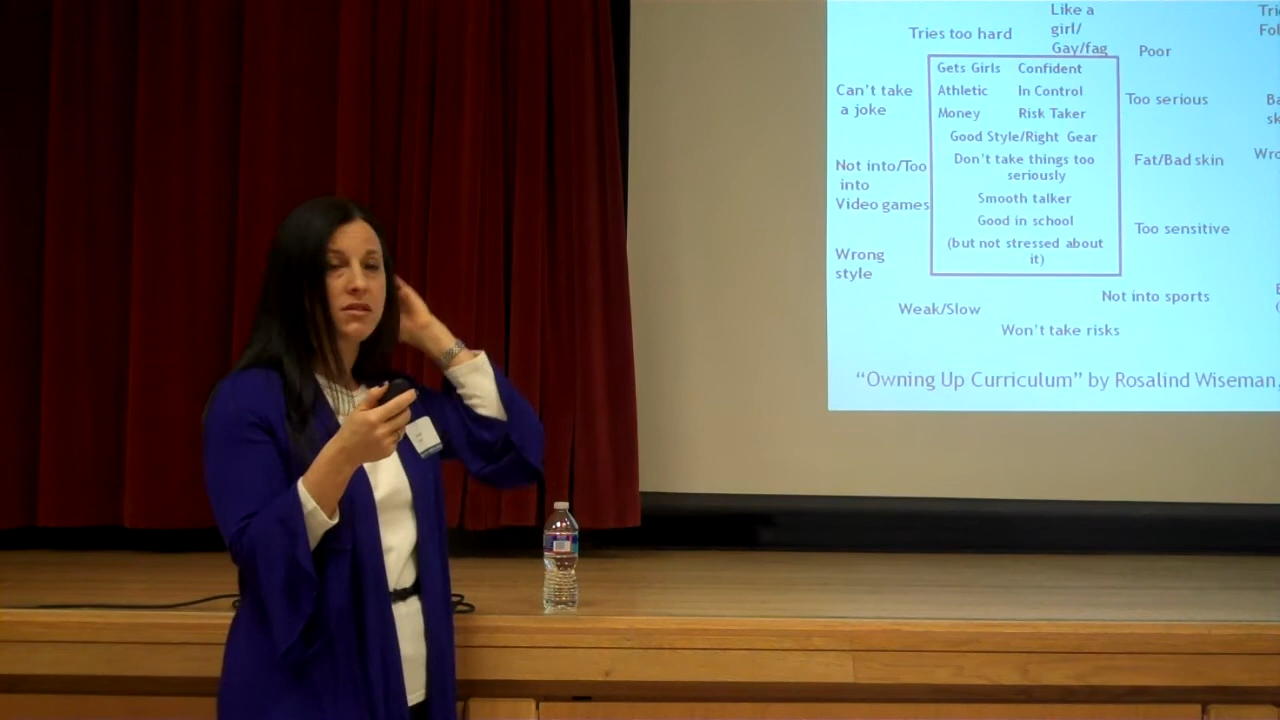 Like a
girl/
Gay/fag
Tries too hard
Poor
Can't take
a joke
Too serious
Not into/Too
into
Video games
Fat/Bad skin
Wrong
style
Too sensitive
Weak/Slow
Not into sports
Won't take risks
Gets Girls Confident
Athletic In Control
Money Risk Taker
Good Style/Right Gear
Don't take things too
seriously
Smooth talker
Good in school
(but not stressed about
it)
"Owning Up Curriculum" by Rosalind Wiseman,